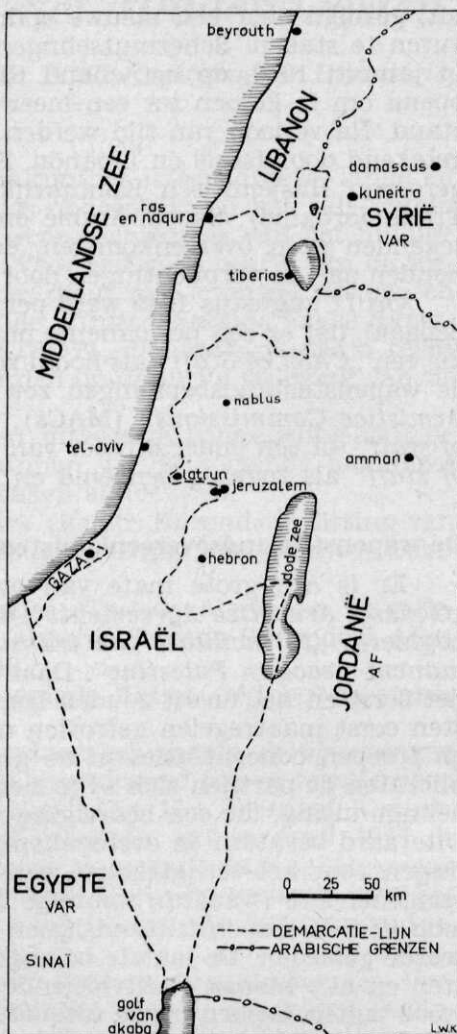 beyrouth
MIDDELLANDSE ZEE
LIBANON
damascus
kuneitra
SYRIË
VAR
ras
en naqura
tiberias
nablus
tel-aviv
amman
latrun
jeruzalem
GAZA
hebron
dode zee
ISRAËL
JORDANIË
A.F.
EGYPTE
VAR
SINAÏ
0 25 50
km
DEMARCATIE-LIJN
ARABISCHE GRENZEN
golf
van
akaba
L.w.K